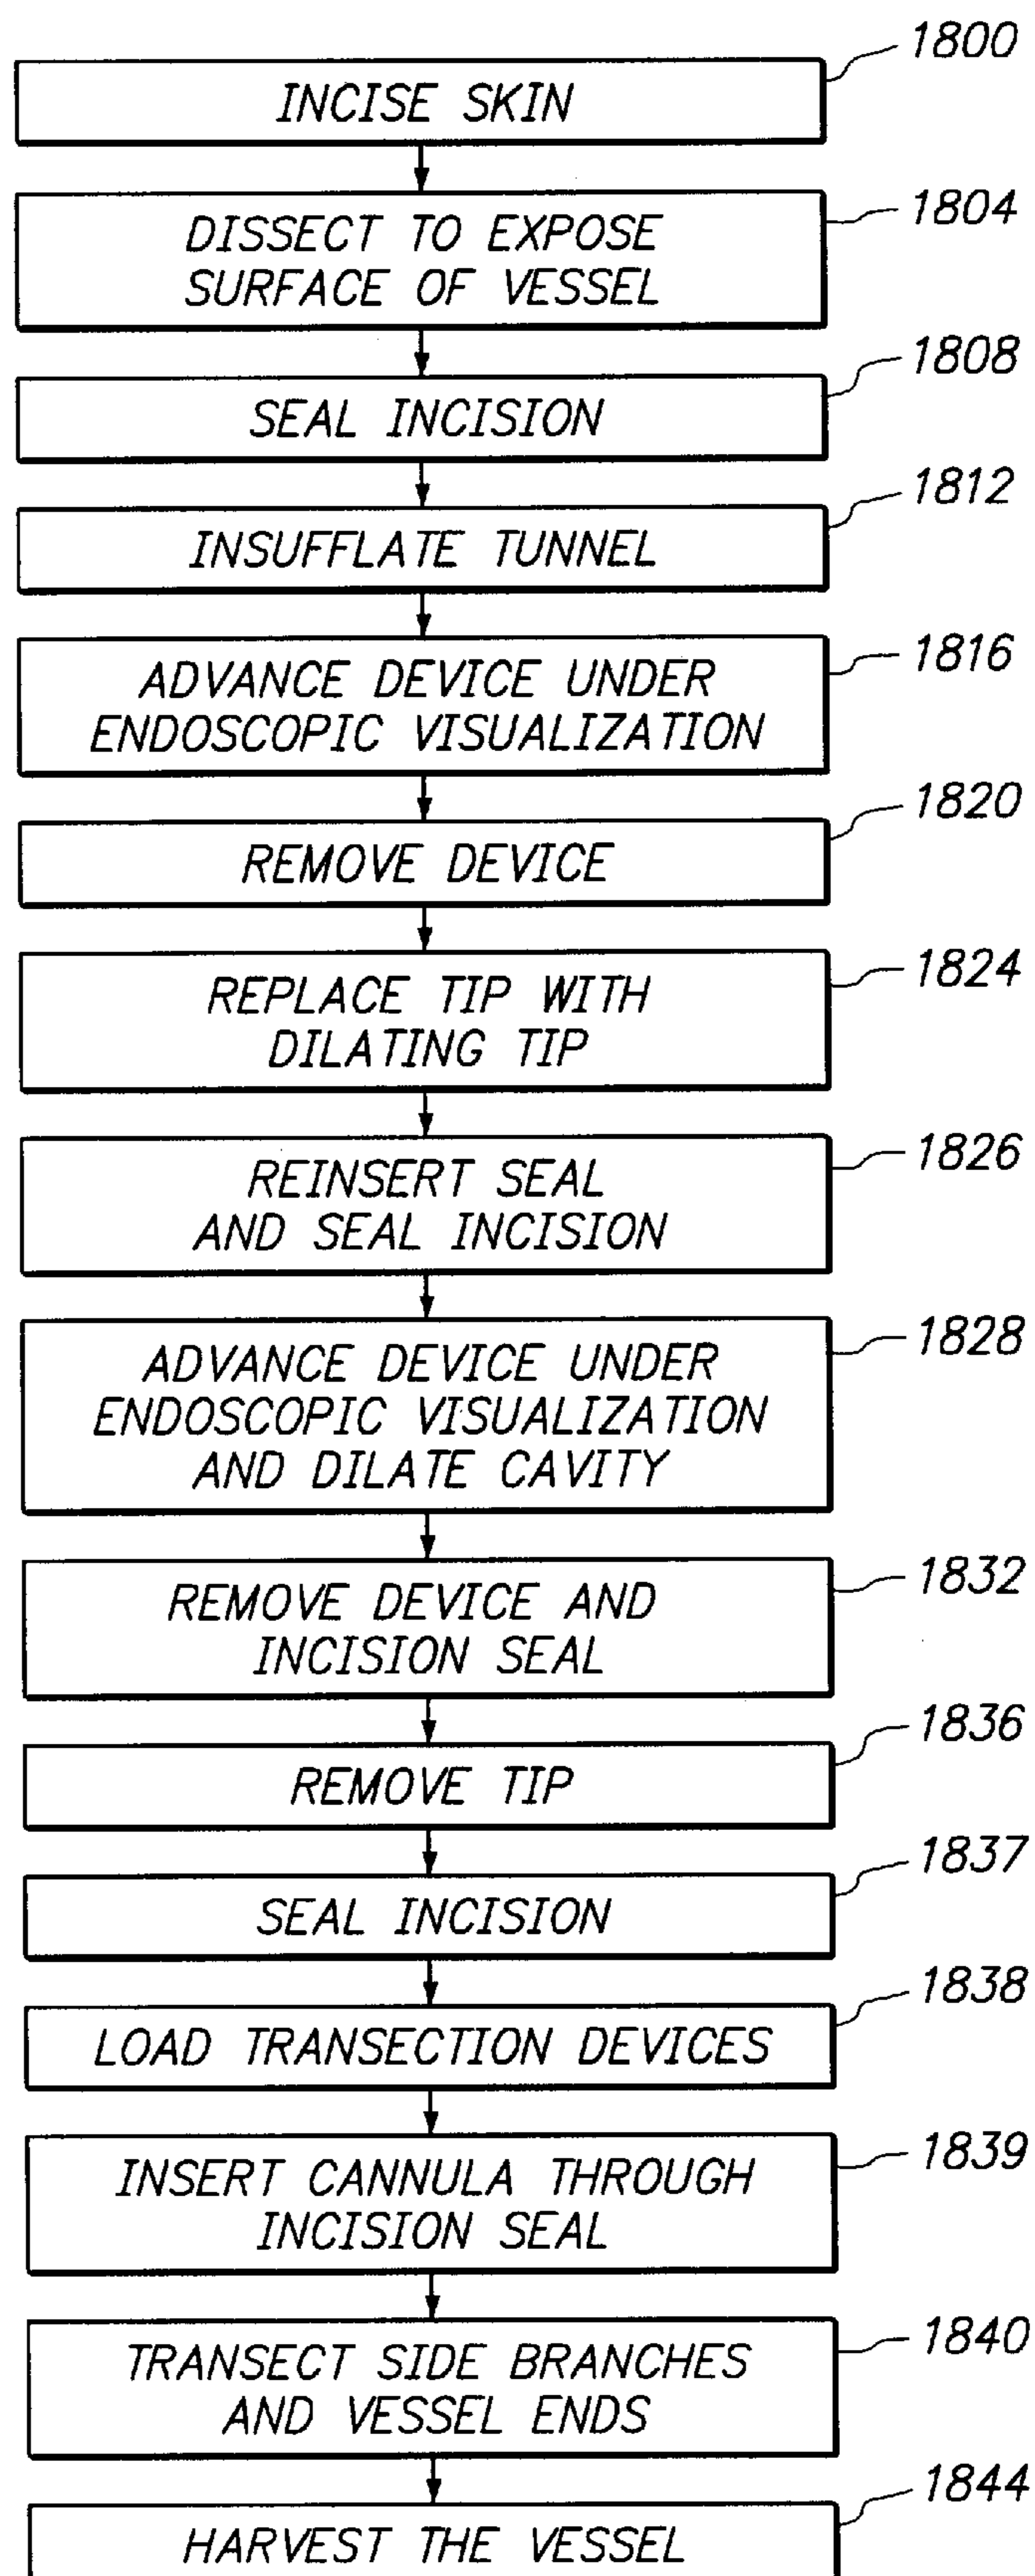 1800
INCISE SKIN
1804
DISSECT TO EXPOSE
SURFACE OF VESSEL
1808
SEAL INCISION
1812
INSUFFLATE TUNNEL
1816
ADVANCE DEVICE UNDER
ENDOSCOPIC VISUALIZATION
1820
REMOVE DEVICE
1824
REPLACE TIP WITH
DILATING TIP
1826
REINSERT SEAL
AND SEAL INCISION
1828
ADVANCE DEVICE UNDER
ENDOSCOPIC VISUALIZATION
AND DILATE CAVITY
1832
REMOVE DEVICE AND
INCISION SEAL
1836
REMOVE TIP
1837
SEAL INCISION
1838
LOAD TRANSECTION DEVICES
1839
INSERT CANNULA THROUGH
INCISION SEAL
1840
TRANSECT SIDE BRANCHES
AND VESSEL ENDS
1844
HARVEST THE VESSEL